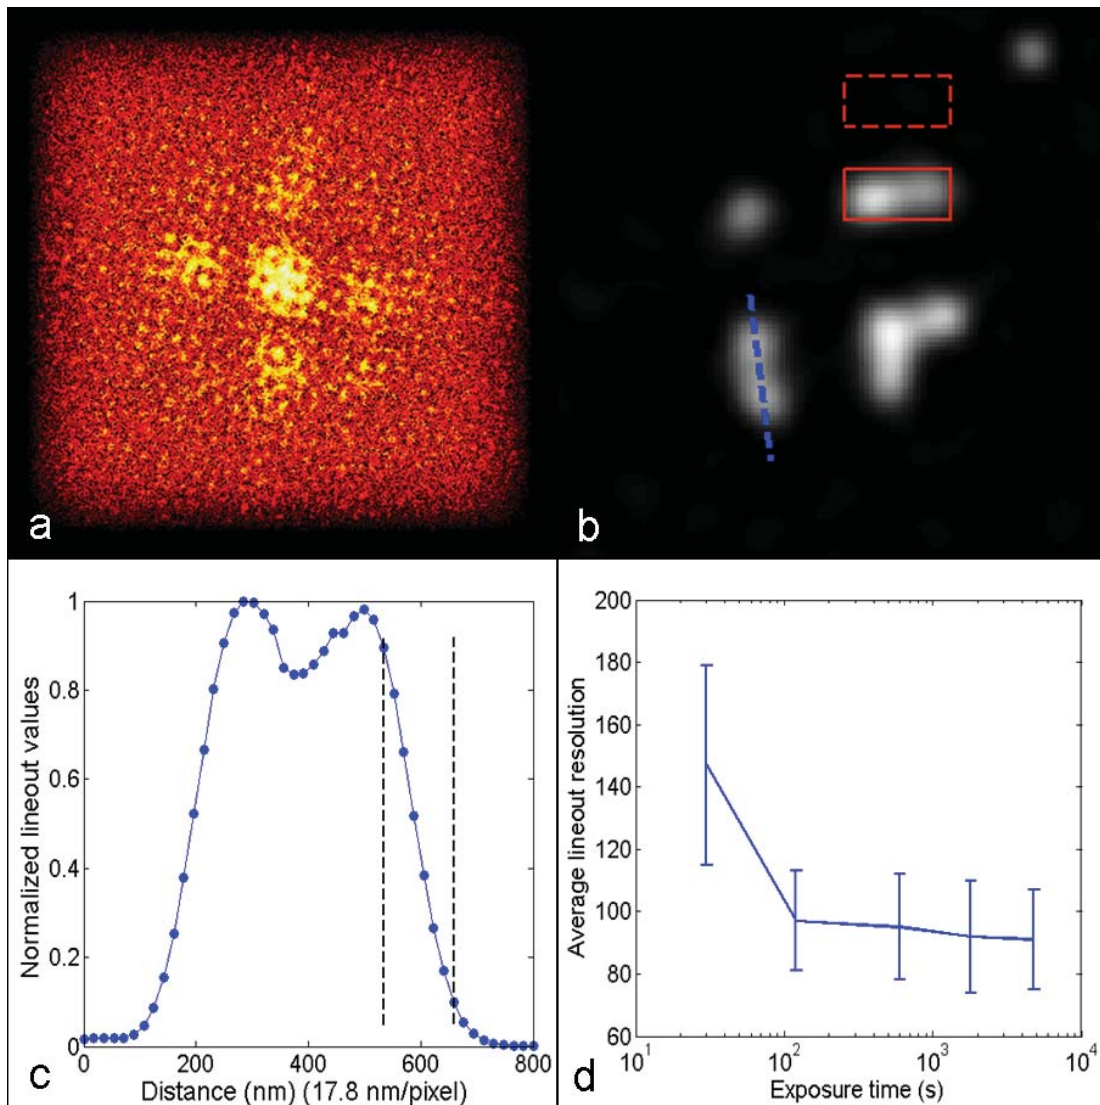 a
b
1
0.8
0.6
0.4
0.2
0
Normalized lineout values
0 200 400 600 800
Distance (nm) (17.8 nm/pixel)
c
200
180
160
140
120
100
80
60
Average lineout resolution
10^1 10^2 10^3 10^4
Exposure time (s)
d